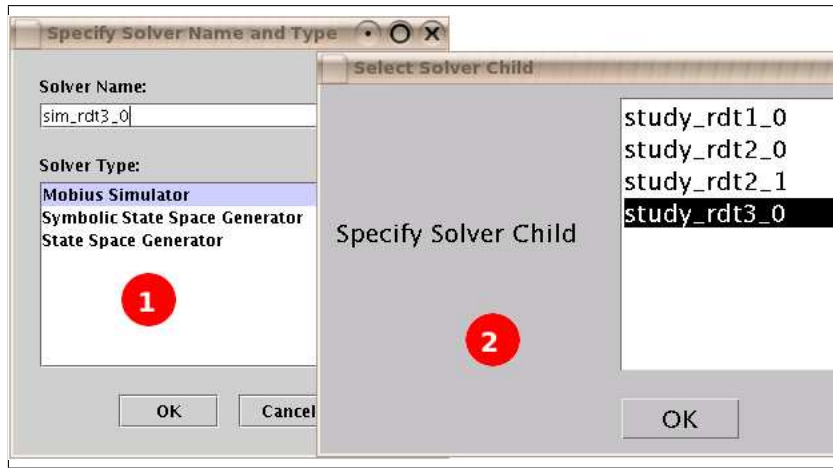 Specify Solver Name and Type
Solver Name:
sim_rdt3_0
Solver Type:
Mobius Simulator
Symbolic State Space Generator
State Space Generator
1
OK
Cancel
Select Solver Child
Specify Solver Child
study_rdt1_0
study_rdt2_0
study_rdt2_1
study_rdt3_0
2
OK